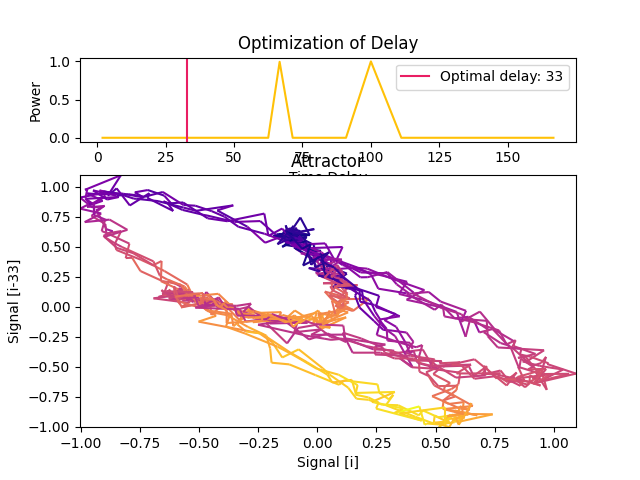 Optimization of Delay
1.0
0.5
0.0
Power
Optimal delay: 33
0 25 50 75 100 125 150
Time Delay
Attractor
1.00
0.75
0.50
0.25
0.00
−0.25
−0.50
−0.75
−1.00
Signal [i-33]
−1.00 −0.75 −0.50 −0.25 0.00 0.25 0.50 0.75 1.00
Signal [i]